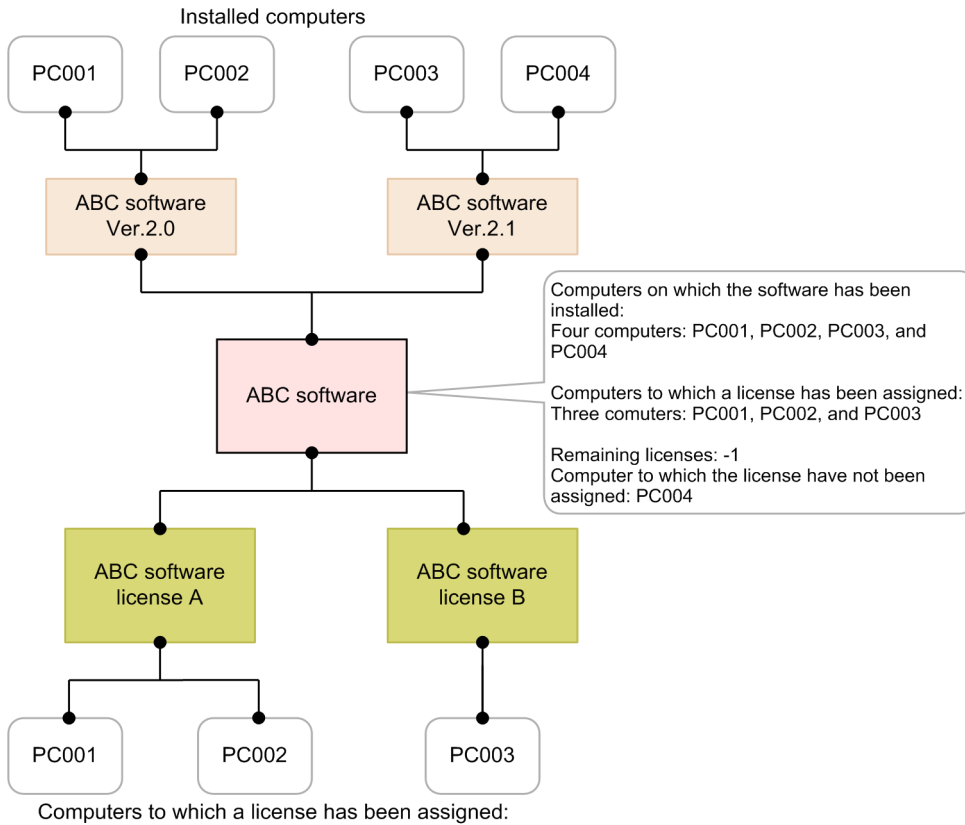 Installed computers
PC001
PC002
PC003
PC004
ABC software
Ver.2.0
ABC software
Ver.2.1
Computers on which the software has been
installed:
Four computers: PC001, PC002, PC003, and
PC004
Computers to which a license has been assigned:
Three comuters: PC001, PC002, and PC003
Remaining licenses: -1
Computer to which the license have not been
assigned: PC004
ABC software
ABC software
license A
ABC software
license B
PC001
PC002
PC003
Computers to which a license has been assigned: